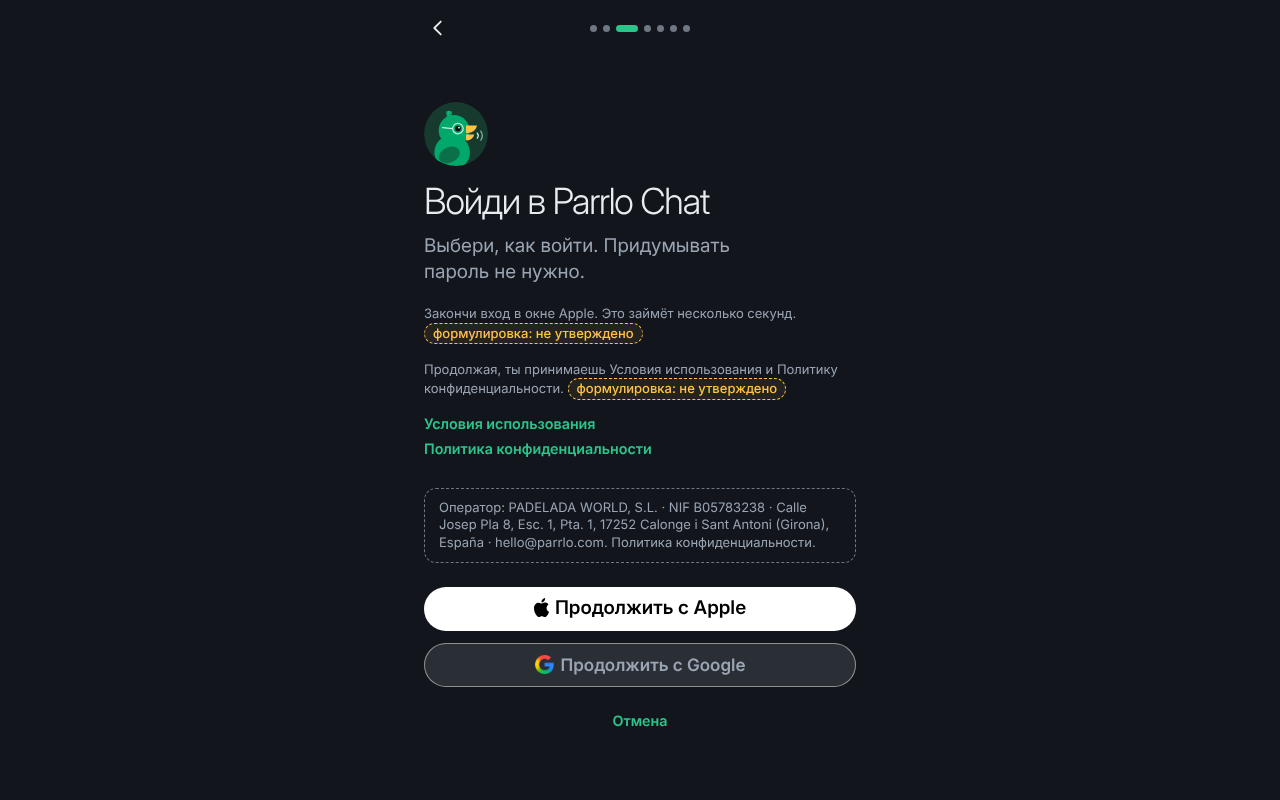 Войди в Parrlo Chat
Выбери, как войти. Придумывать
пароль не нужно.
Закончи вход в окне Apple. Это займёт несколько секунд.
формулировка: не утверждено
Продолжая, ты принимаешь Условия использования и Политику
конфиденциальности. формулировка: не утверждено
Условия использования
Политика конфиденциальности
Оператор: PADELADA WORLD, S.L. · NIF B05783238 · Calle
Josep Pla 8, Esc. 1, Pta. 1, 17252 Calonge i Sant Antoni (Girona),
España · hello@parrlo.com. Политика конфиденциальности.
Продолжить с Apple
Продолжить с Google
Отмена